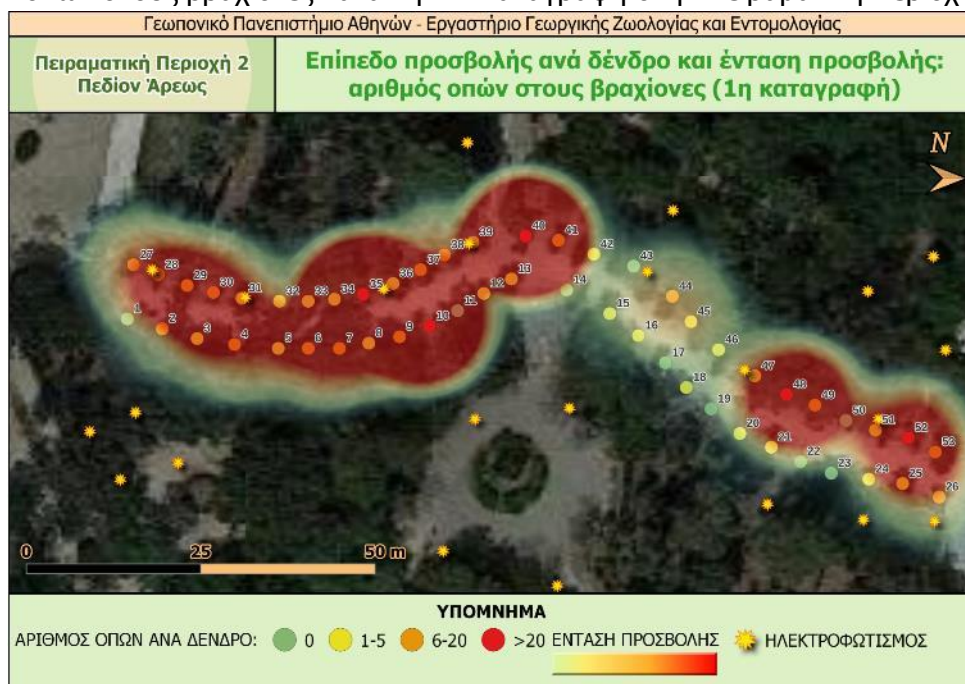 Γεωπονικό Πανεπιστήμιο Αθηνών - Εργαστήριο Γεωργικής Ζωολογίας και Εντομολογίας
Πειραματική Περιοχή 2
Πεδίον Άρεως
Επίπεδο προσβολής ανά δένδρο και ένταση προσβολής:
αριθμός οπών στους βραχίονες (1η καταγραφή)
N
27 28 29 30 31 32 33 34 35 36 37 38 39 40 41 42 43
1 2 3 4 5 6 7 8 9 10 11 12 13 14
15 16 17 18 19 20 21 22 23 24 25 26
44 45 46 47 48 49 50 51 52 53
0 25 50 m
ΥΠΟΜΝΗΜΑ
ΑΡΙΘΜΟΣ ΟΠΩΝ ΑΝΑ ΔΕΝΔΡΟ: 0 1-5 6-20 >20 ΕΝΤΑΣΗ ΠΡΟΣΒΟΛΗΣ ΗΛΕΚΤΡΟΦΩΤΙΣΜΟΣ